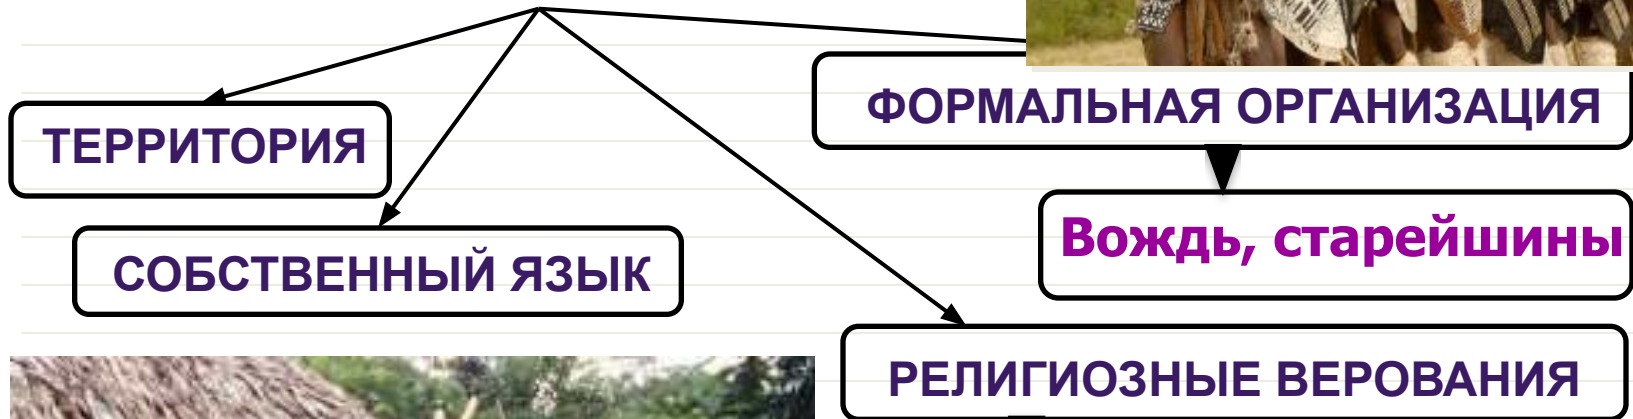 ФОРМАЛЬНАЯ ОРГАНИЗАЦИЯ
ТЕРРИТОРИЯ
Вождь, старейшины
СОБСТВЕННЫЙ ЯЗЫК
РЕЛИГИОЗНЫЕ ВЕРОВАНИЯ